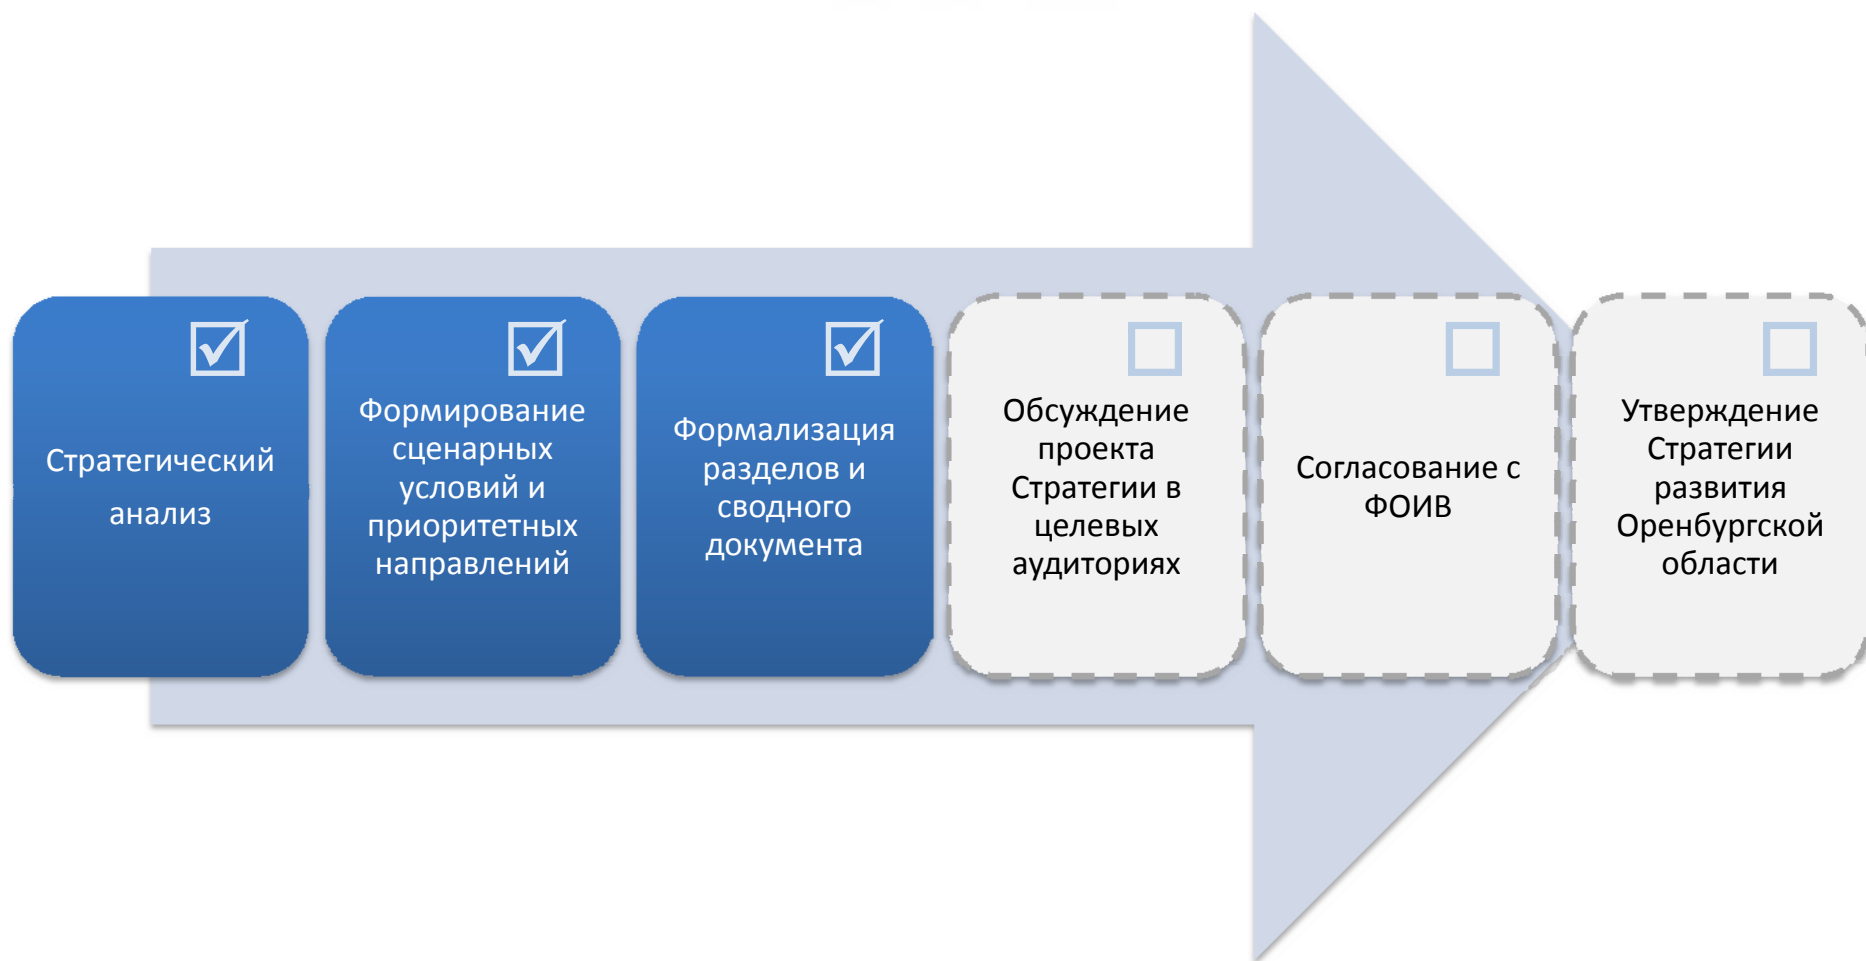 Стратегический
анализ
Формирование
сценарных
условий и
приоритетных
направлений
Формализация
разделов и
сводного
документа
Обсуждение
проекта
Стратегии в
целевых
аудиториях
Согласование с
ФОИВ
Утверждение
Стратегии
развития
Оренбургской
области